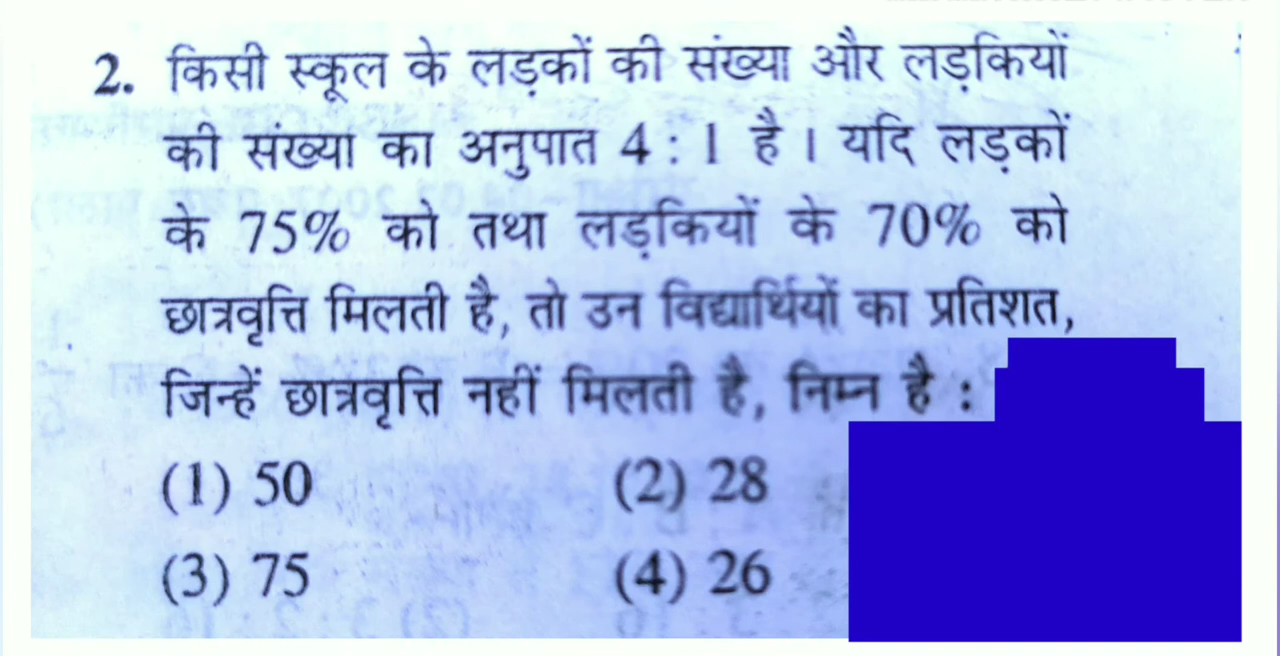 2. किसी स्कूल के लड़कों की संख्या और लड़कियों
की संख्या का अनुपात 4 : 1 है । यदि लड़कों
के 75% को तथा लड़कियों के 70% को
छात्रवृत्ति मिलती है, तो उन विद्यार्थियों का प्रतिशत,
जिन्हें छात्रवृत्ति नहीं मिलती है, निम्न है :
(1) 50 (2) 28
(3) 75 (4) 26